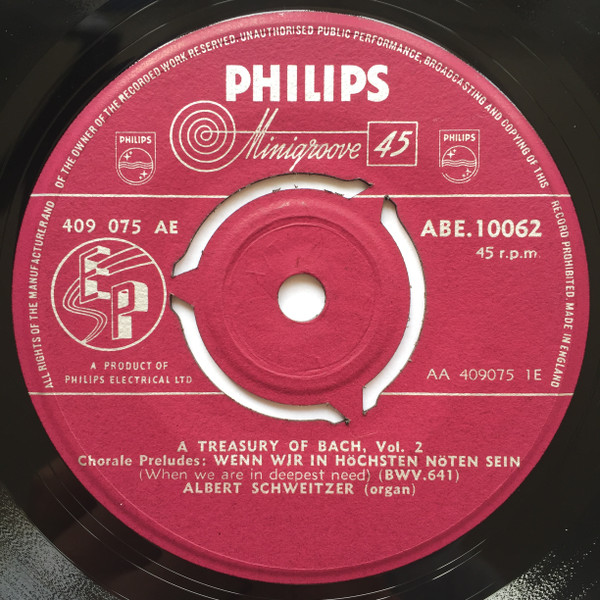 ALL RIGHTS OF THE MANUFACTURER AND OF THE OWNER OF THE RECORDED WORK RESERVED. UNAUTHORISED PUBLIC PERFORMANCE, BROADCASTING AND COPYING OF THIS RECORD PROHIBITED. MADE IN ENGLAND
PHILIPS
Minigroove 45
PHILIPS
PHILIPS
409 075 AE
ABE.10062
45 r.p.m.
EP
A PRODUCT OF
PHILIPS ELECTRICAL LTD
AA 409075 1E
A TREASURY OF BACH, Vol. 2
Chorale Preludes: WENN WIR IN HÖCHSTEN NÖTEN SEIN
(When we are in deepest need) (BWV.641)
ALBERT SCHWEITZER (organ)